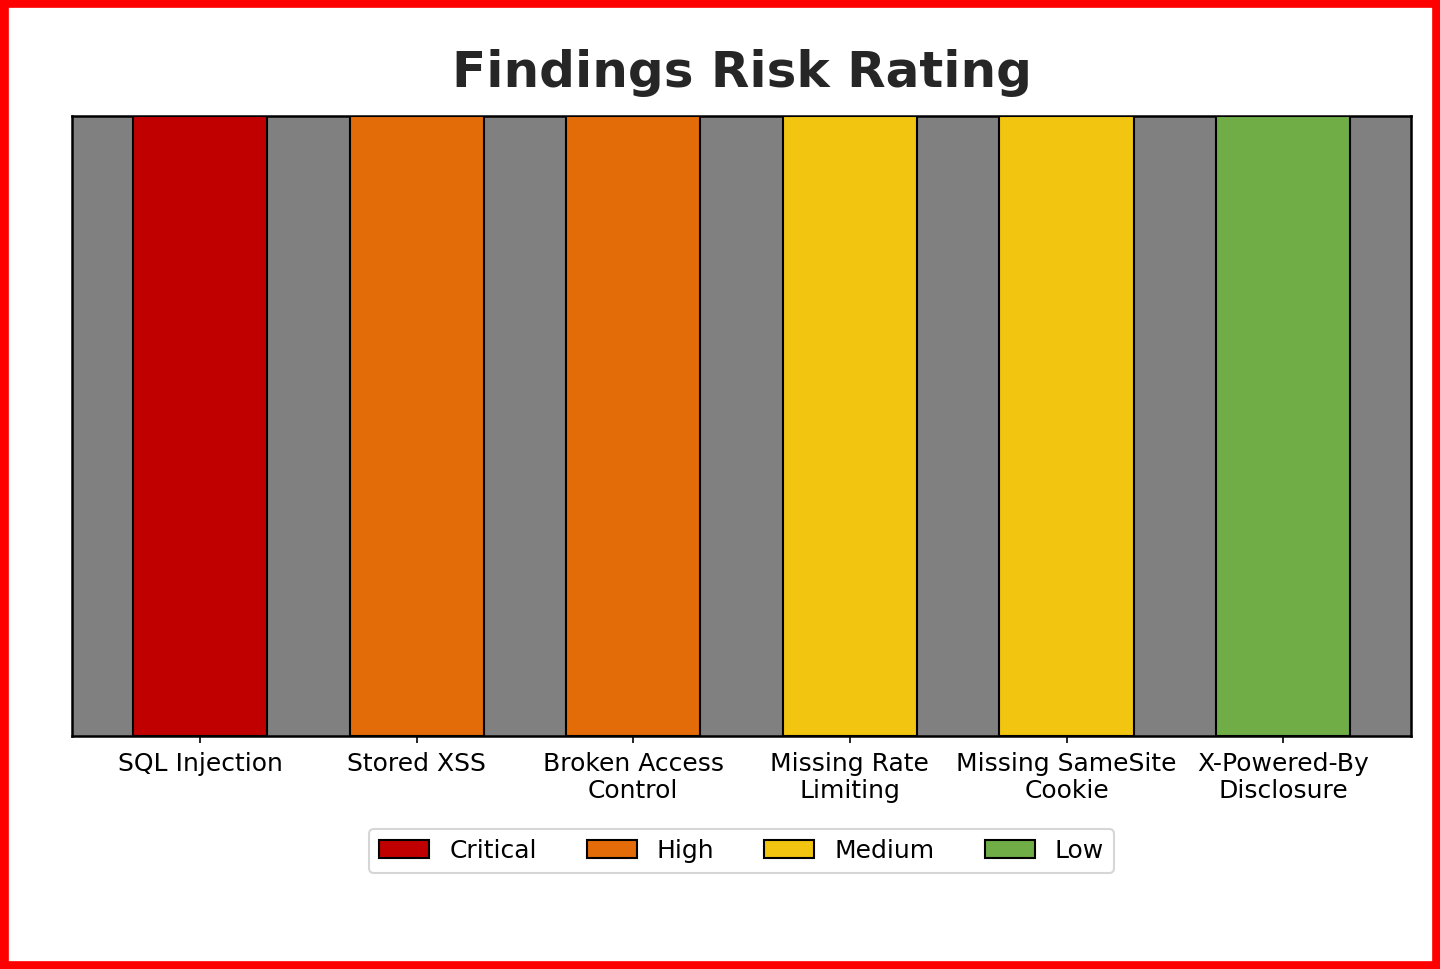 Findings Risk Rating
SQL Injection
Stored XSS
Broken Access
Control
Missing Rate
Limiting
Missing SameSite
Cookie
X-Powered-By
Disclosure
Critical
High
Medium
Low